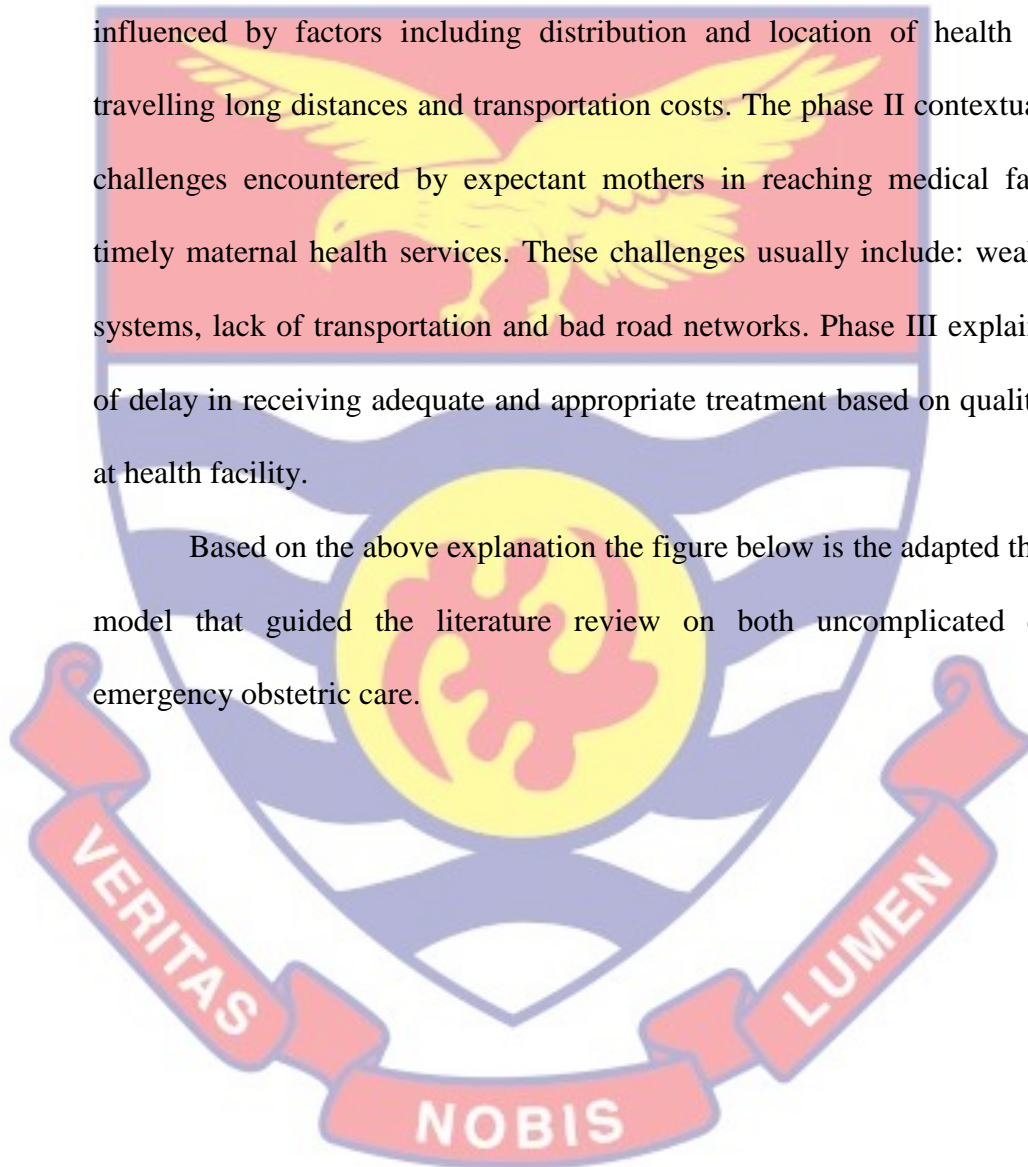 influenced by factors including distribution and location of health
travelling long distances and transportation costs. The phase II contextua
challenges encountered by expectant mothers in reaching medical fa
timely maternal health services. These challenges usually include: wea
systems, lack of transportation and bad road networks. Phase III explai
of delay in receiving adequate and appropriate treatment based on qualit
at health facility.
Based on the above explanation the figure below is the adapted th
model that guided the literature review on both uncomplicated
emergency obstetric care.
VERITAS
NOBIS
LUMEN